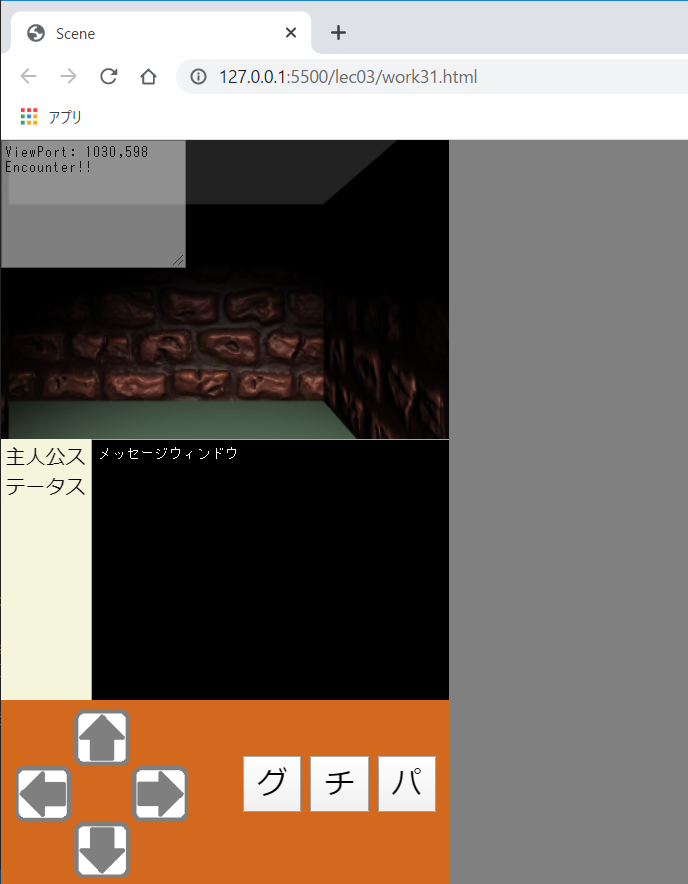 Scene
127.0.0.1:5500/lec03/work31.html
アプリ
ViewPort: 1030,598
Encounter!!
主人公ス
テータス
メッセージウィンドウ
グ チ パ